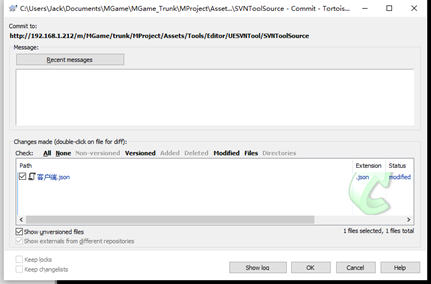 C:\Users\Jack\Documents\MGame\MGame_Trunk\MProject\Asset...\SVNToolSource - Commit - Tortois...
Commit to:
http://192.168.1.212/m/MGame/trunk/MProject/Assets/Tools/Editor/UESVNTool/SVNToolSource
Message:
Recent messages
Changes made (double-click on file for diff):
Check: All None Non-versioned Versioned Added Deleted Modified Files Directories
Path Extension Status
客户端.json .json modified
Show unversioned files 1 files selected, 1 files total
Show externals from different repositories
Keep locks
Keep changelists
Show log OK Cancel Help